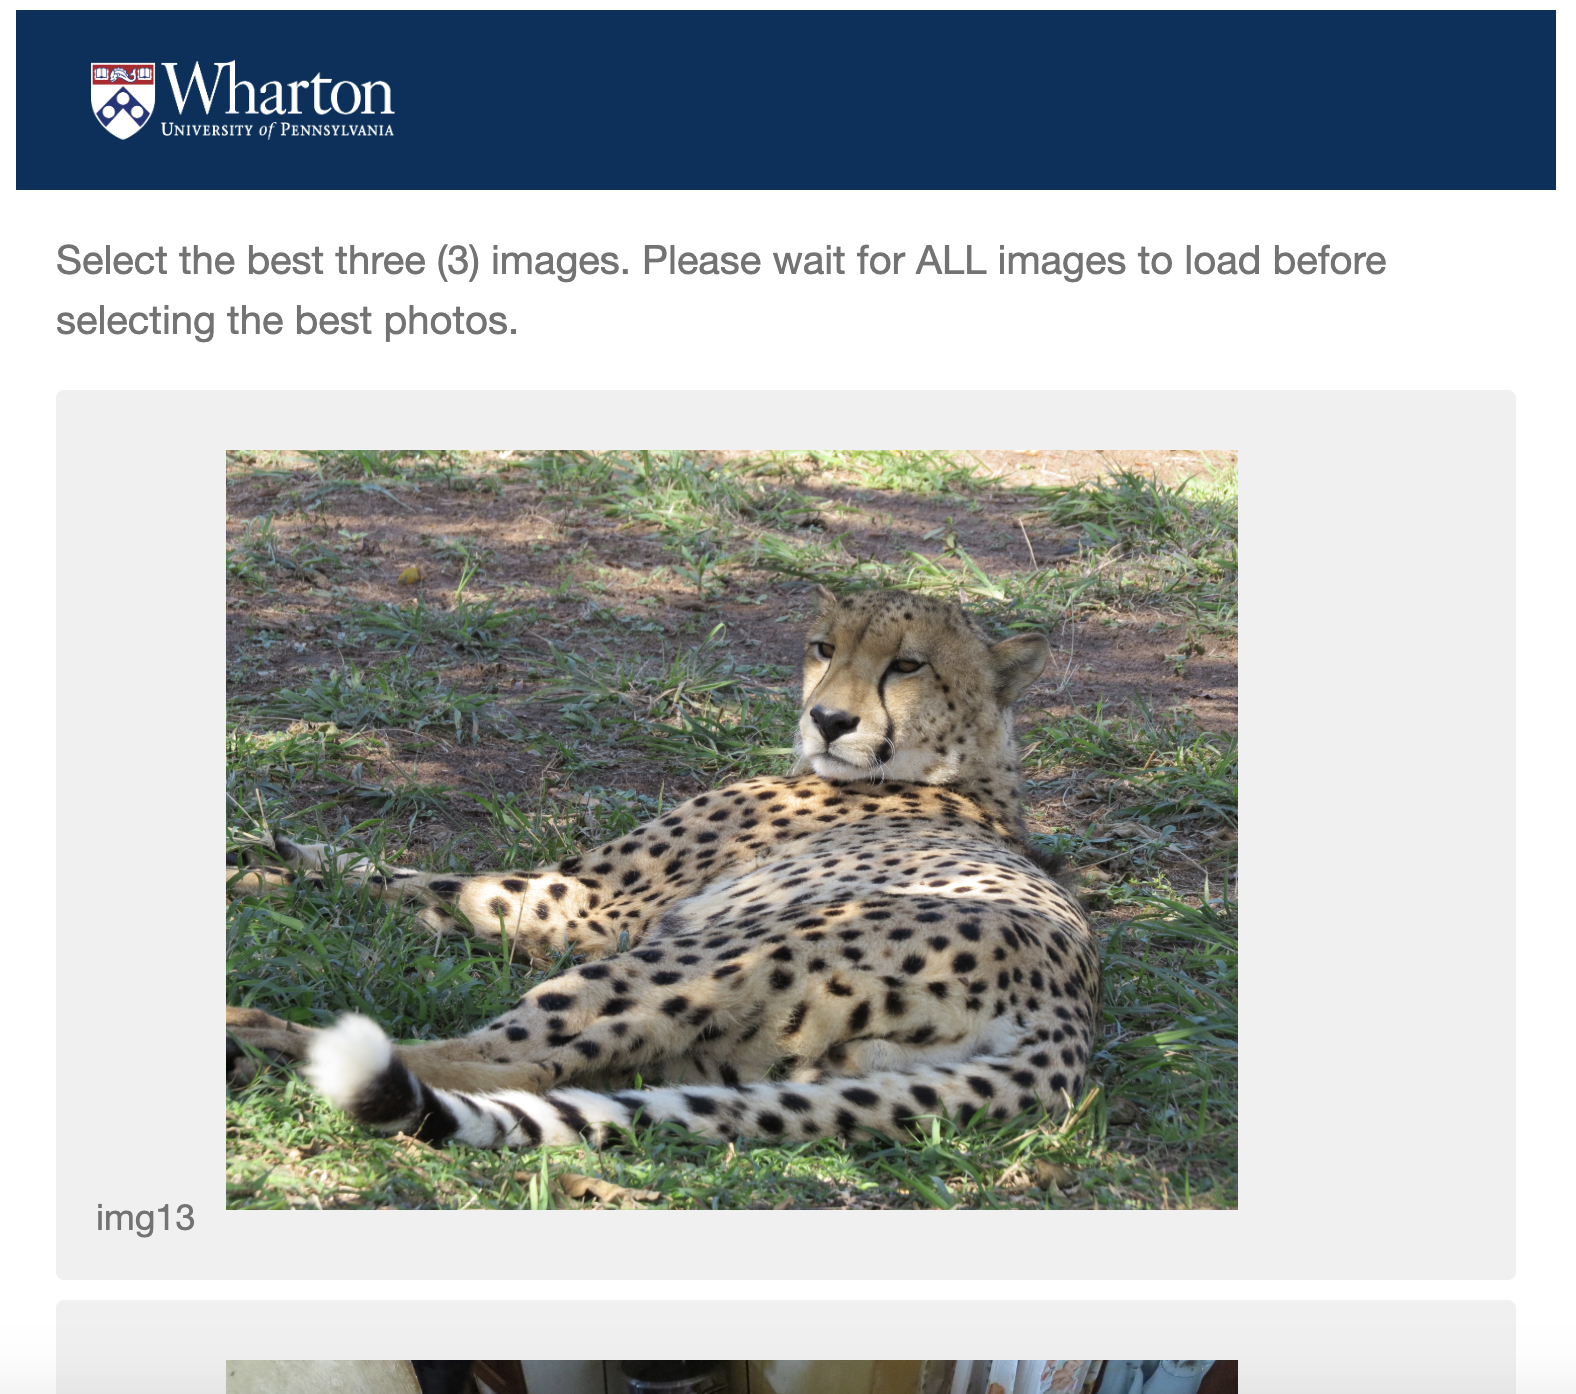 Wharton
UNIVERSITY of PENNSYLVANIA
Select the best three (3) images. Please wait for ALL images to load before
selecting the best photos.
img13